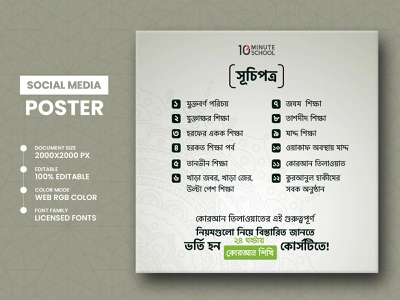 SOCIAL MEDIA
POSTER
DOCUMENT SIZE
2000X2000 PX
EDITABLE
100% EDITABLE
COLOR MODE
WEB RGB COLOR
FONT FAMILY
LICENSED FONTS
10 MINUTE SCHOOL
সূচিপত্র
১ মুক্তবর্ণ পরিচয়
২ যুক্তাক্ষর শিক্ষা
৩ হরফের একক শিক্ষা
৪ হরকত শিক্ষা পর্ব
৫ তানভীন শিক্ষা
৬ খাড়া জবর, খাড়া জের,
উল্টা পেশ শিক্ষা
৭ জযম শিক্ষা
৮ তাশদীদ শিক্ষা
৯ মাদ্দ শিক্ষা
১০ ওয়াকফ অবস্থায় মাদ্দ
১১ কোরআন তিলাওয়াত
১২ কুরআনুল হাকীমের
সবক অনুষ্ঠান
কোরআন তিলাওয়াতের এই গুরুত্বপূর্ণ
নিয়মগুলো নিয়ে বিস্তারিত জানতে
ভর্তি হন ২৪ ঘন্টায় কোরআন শিখি কোর্সটিতে!